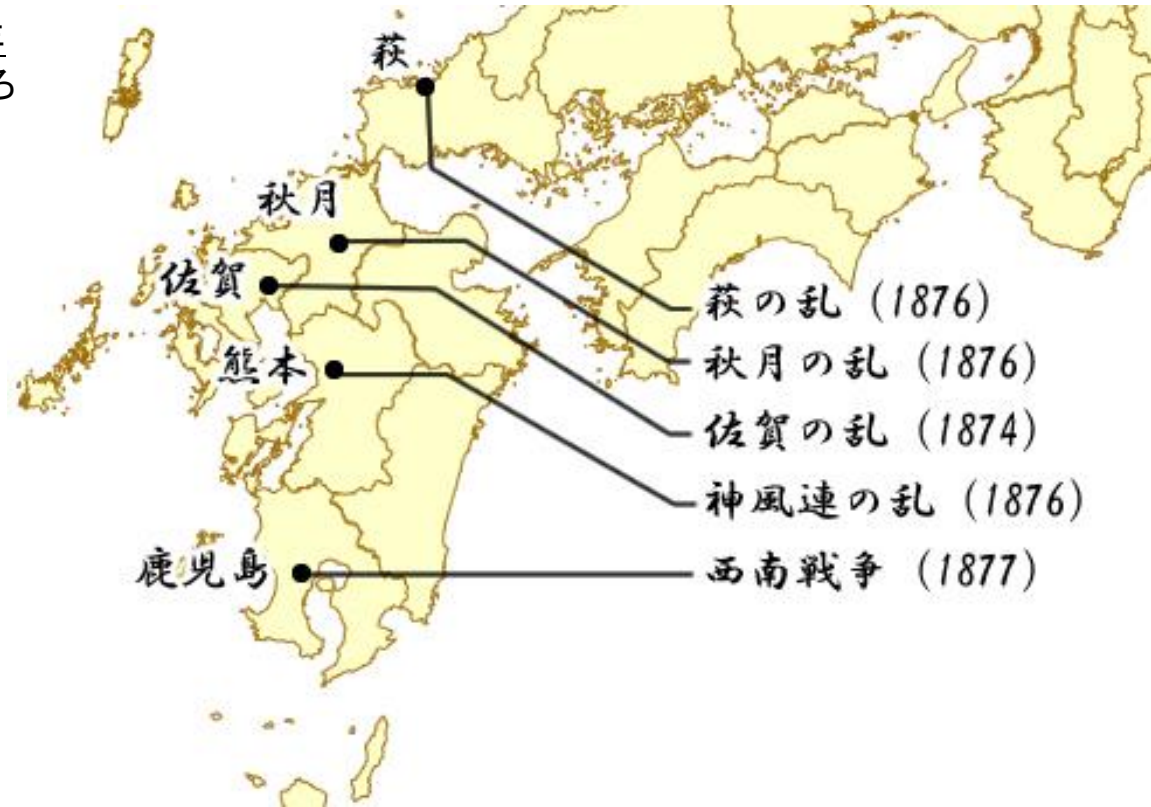 ろ
萩
秋月
佐賀
熊本
鹿児島
萩の乱 (1876)
秋月の乱 (1876)
佐賀の乱 (1874)
神風連の乱 (1876)
西南戦争 (1877)